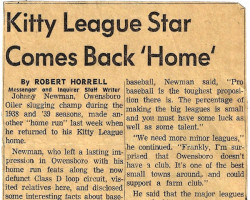 Kitty League Star
Comes Back 'Home'
By ROBERT HORRELL
Messenger and Inquirer Staff Writer
Johnny Newman, Owensboro
Oiler slugging champ during the
1938 and '39 seasons, made an-
other "home run" last week when
he returned to his Kitty League
home.
Newman, who left a lasting im-
pression in Owensboro with his
home run feats along the now
defunct Class D loop circuit, vis-
ited relatives here, and disclosed
some interesting facts about base-
baseball, Newman said, "I'm
baseball is the toughest proposi-
tion there is. The percentage of
making the big leagues is small
and you must have some luck as
well as some talent."
"We need more minor leagues,"
he continued. "Frankly, I'm sur-
prised that Owensboro doesn't
have a club. It's one of the best
small towns around, and could
support a farm club."
He said that the major leagues